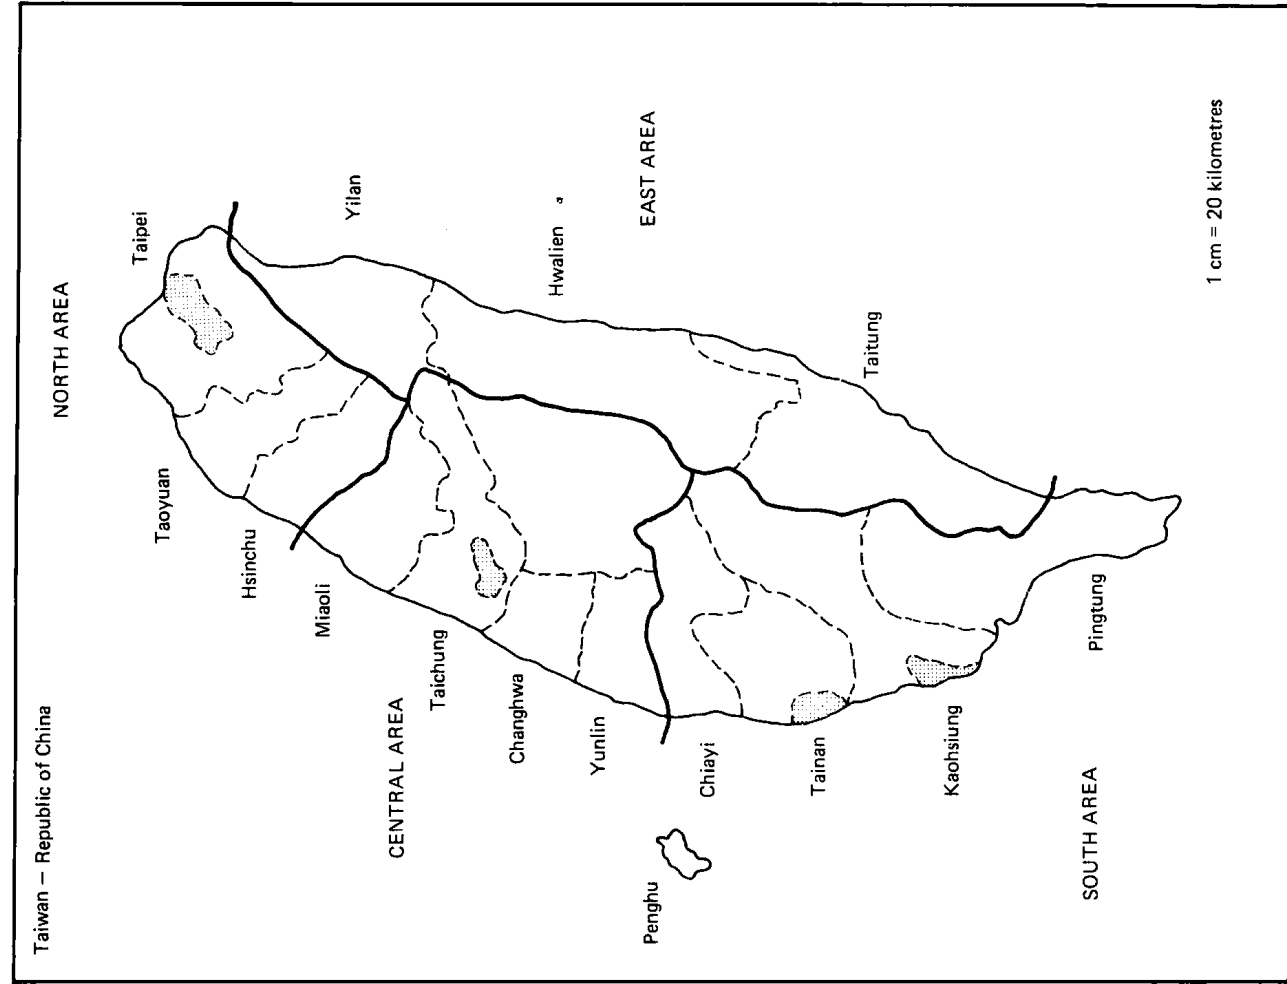 Taiwan – Republic of China
NORTH AREA
Taipei
Taoyuan
Hsinchu
Miaoli
Yilan
CENTRAL AREA
Taichung
Changhwa
Yunlin
Hwalien
EAST AREA
Penghu
Chiayi
Tainan
Taitung
Kaohsiung
SOUTH AREA
Pingtung
1 cm = 20 kilometres